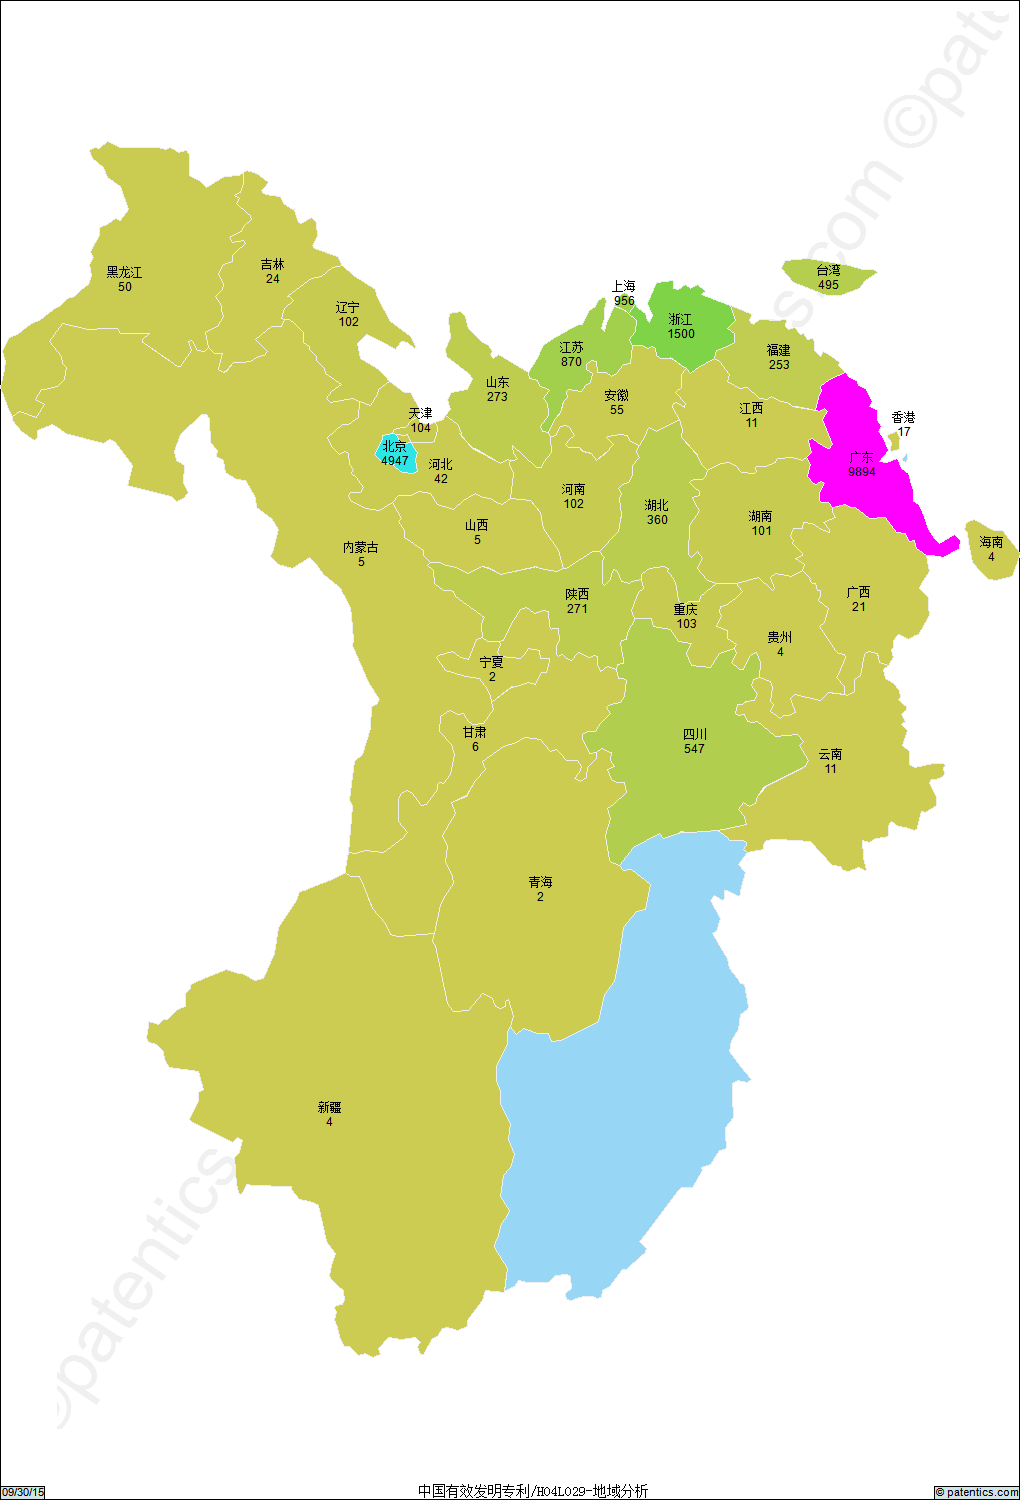 ©patentics.com ©pate
黑龙江
50
吉林
24
辽宁
102
台湾
495
上海
956
浙江
1500
江苏
870
福建
253
山东
273
安徽
55
江西
11
天津
104
香港
17
北京
4947
河北
42
广东
9894
河南
102
湖北
360
湖南
101
山西
5
内蒙古
5
海南
4
陕西
271
重庆
103
广西
21
贵州
4
宁夏
2
甘肃
6
四川
547
云南
11
青海
2
新疆
4
09/30/15
中国有效发明专利/H04L029-地域分析
© patentics.com